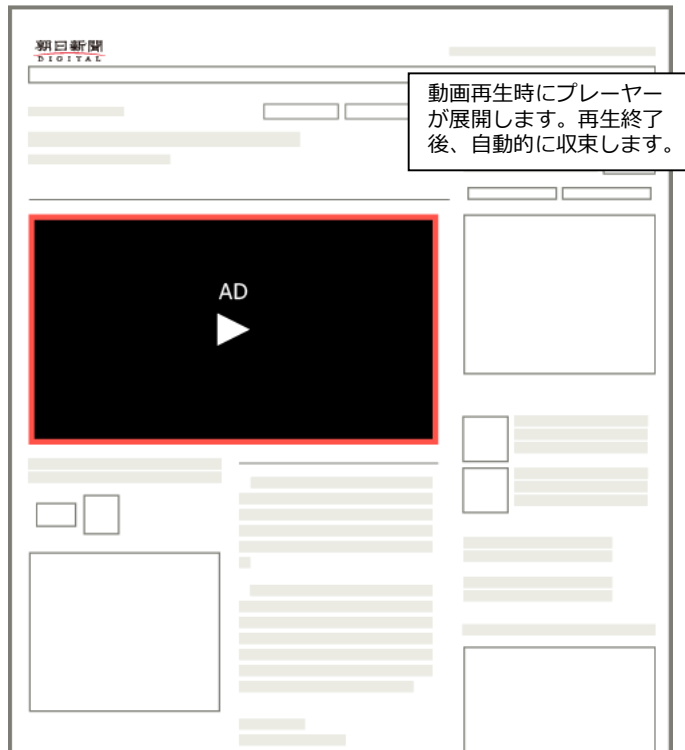 朝日新聞
DIGITAL
動画再生時にプレーヤー
が展開します。再生終了
後、自動的に収束します。
AD